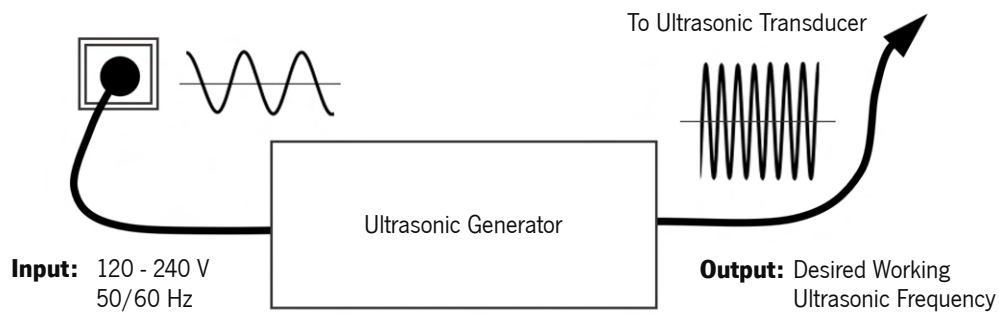 To Ultrasonic Transducer
Ultrasonic Generator
Input: 120 - 240 V
50/60 Hz
Output: Desired Working
Ultrasonic Frequency